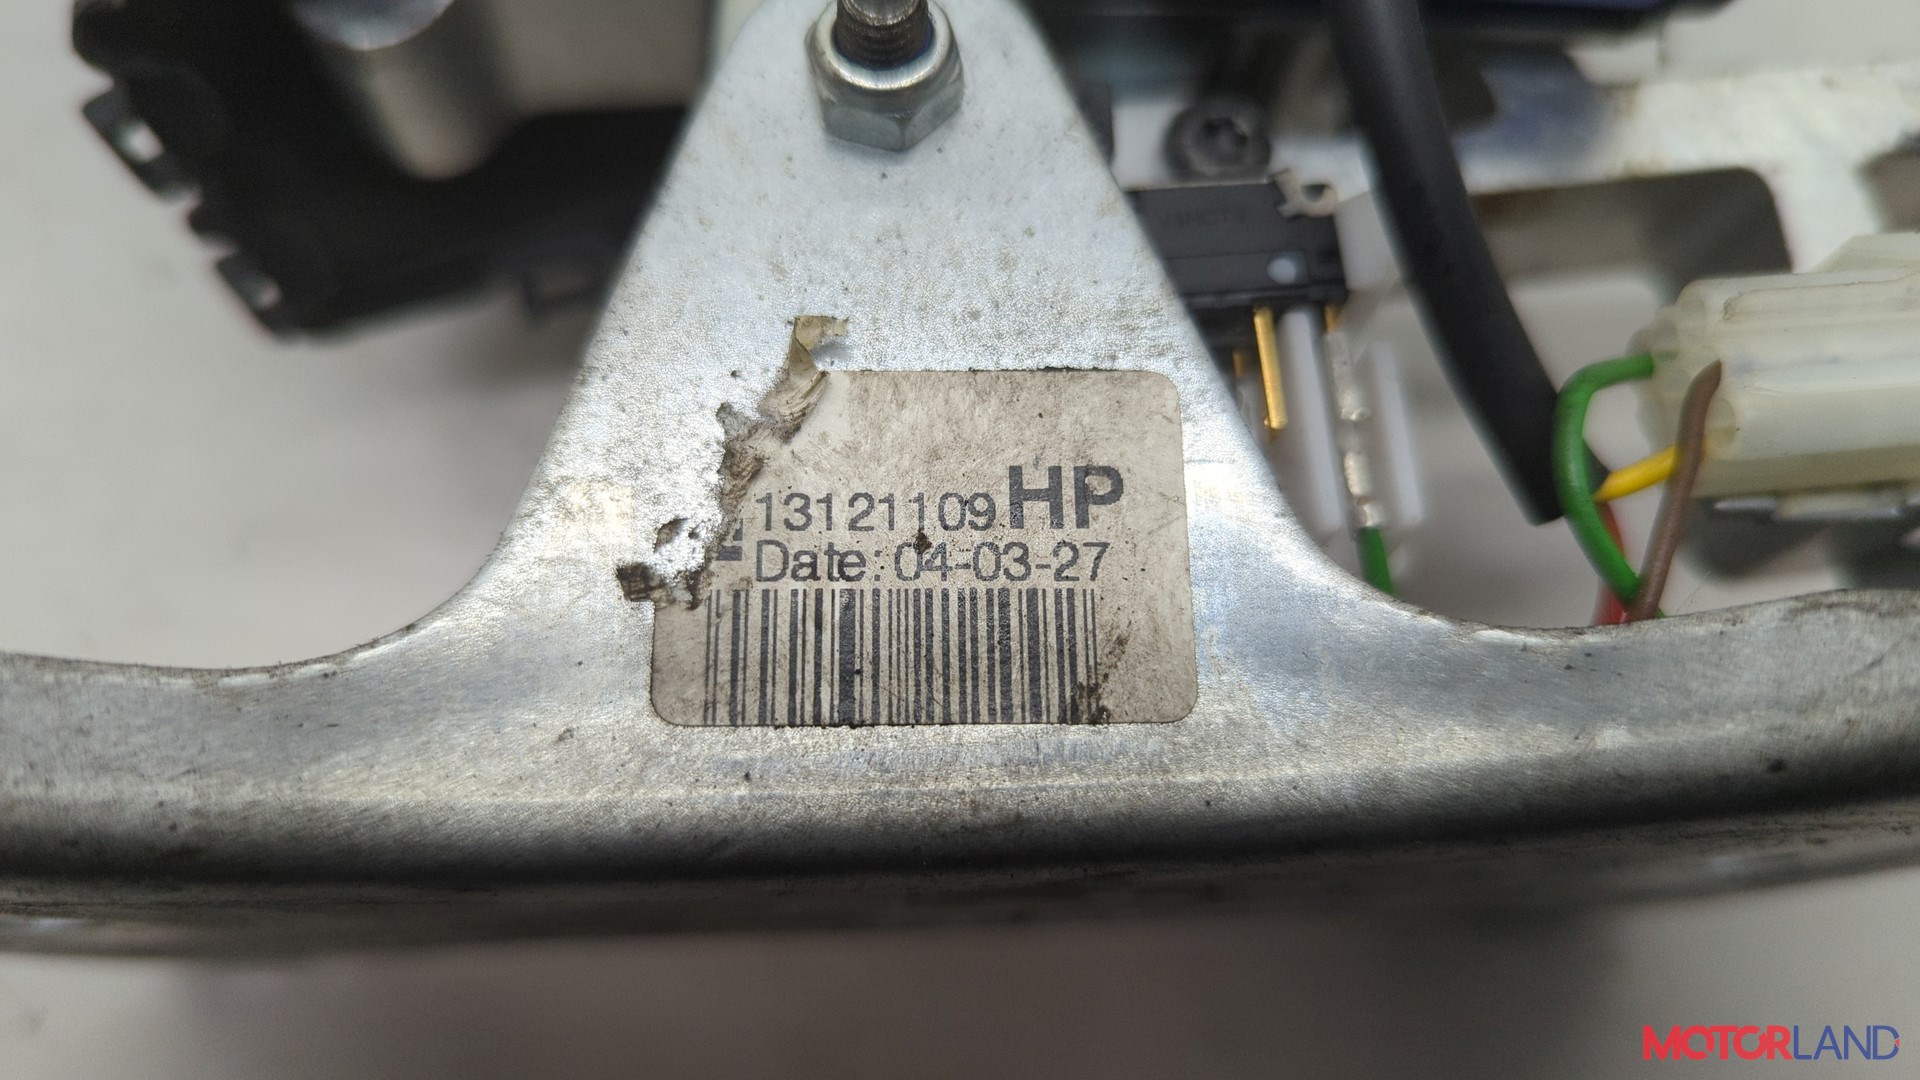 13121109 HP
Date: 04-03-27
MOTORLAND